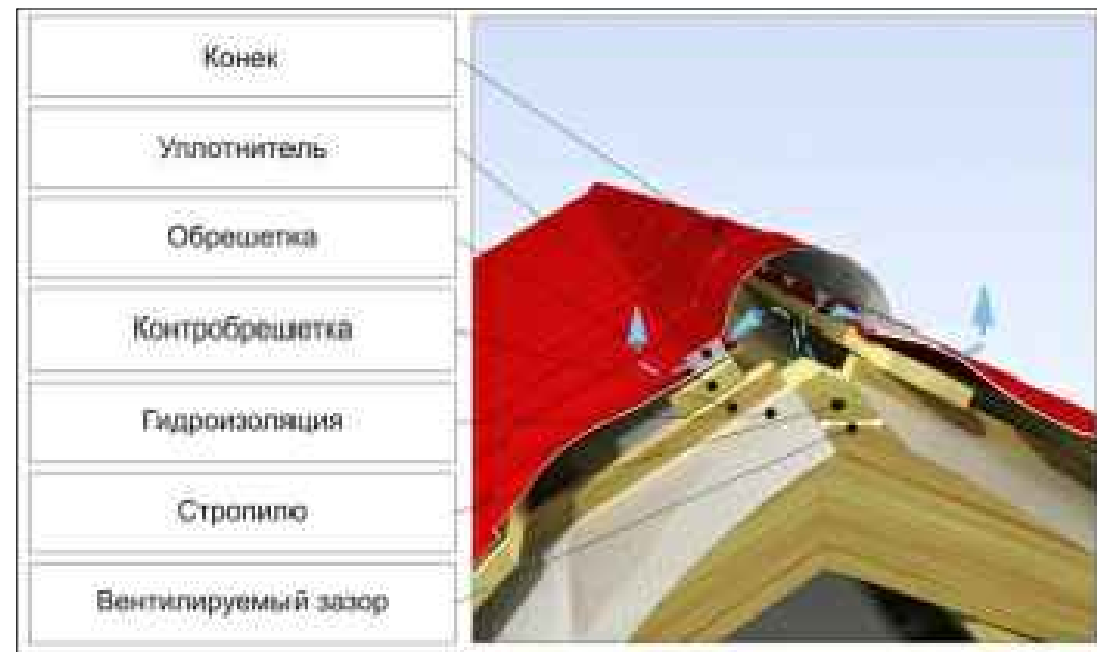 Конек
Уплотнитель
Обрешетка
Контробрешетка
Гидроизоляция
Стропило
Вентилируемый зазор